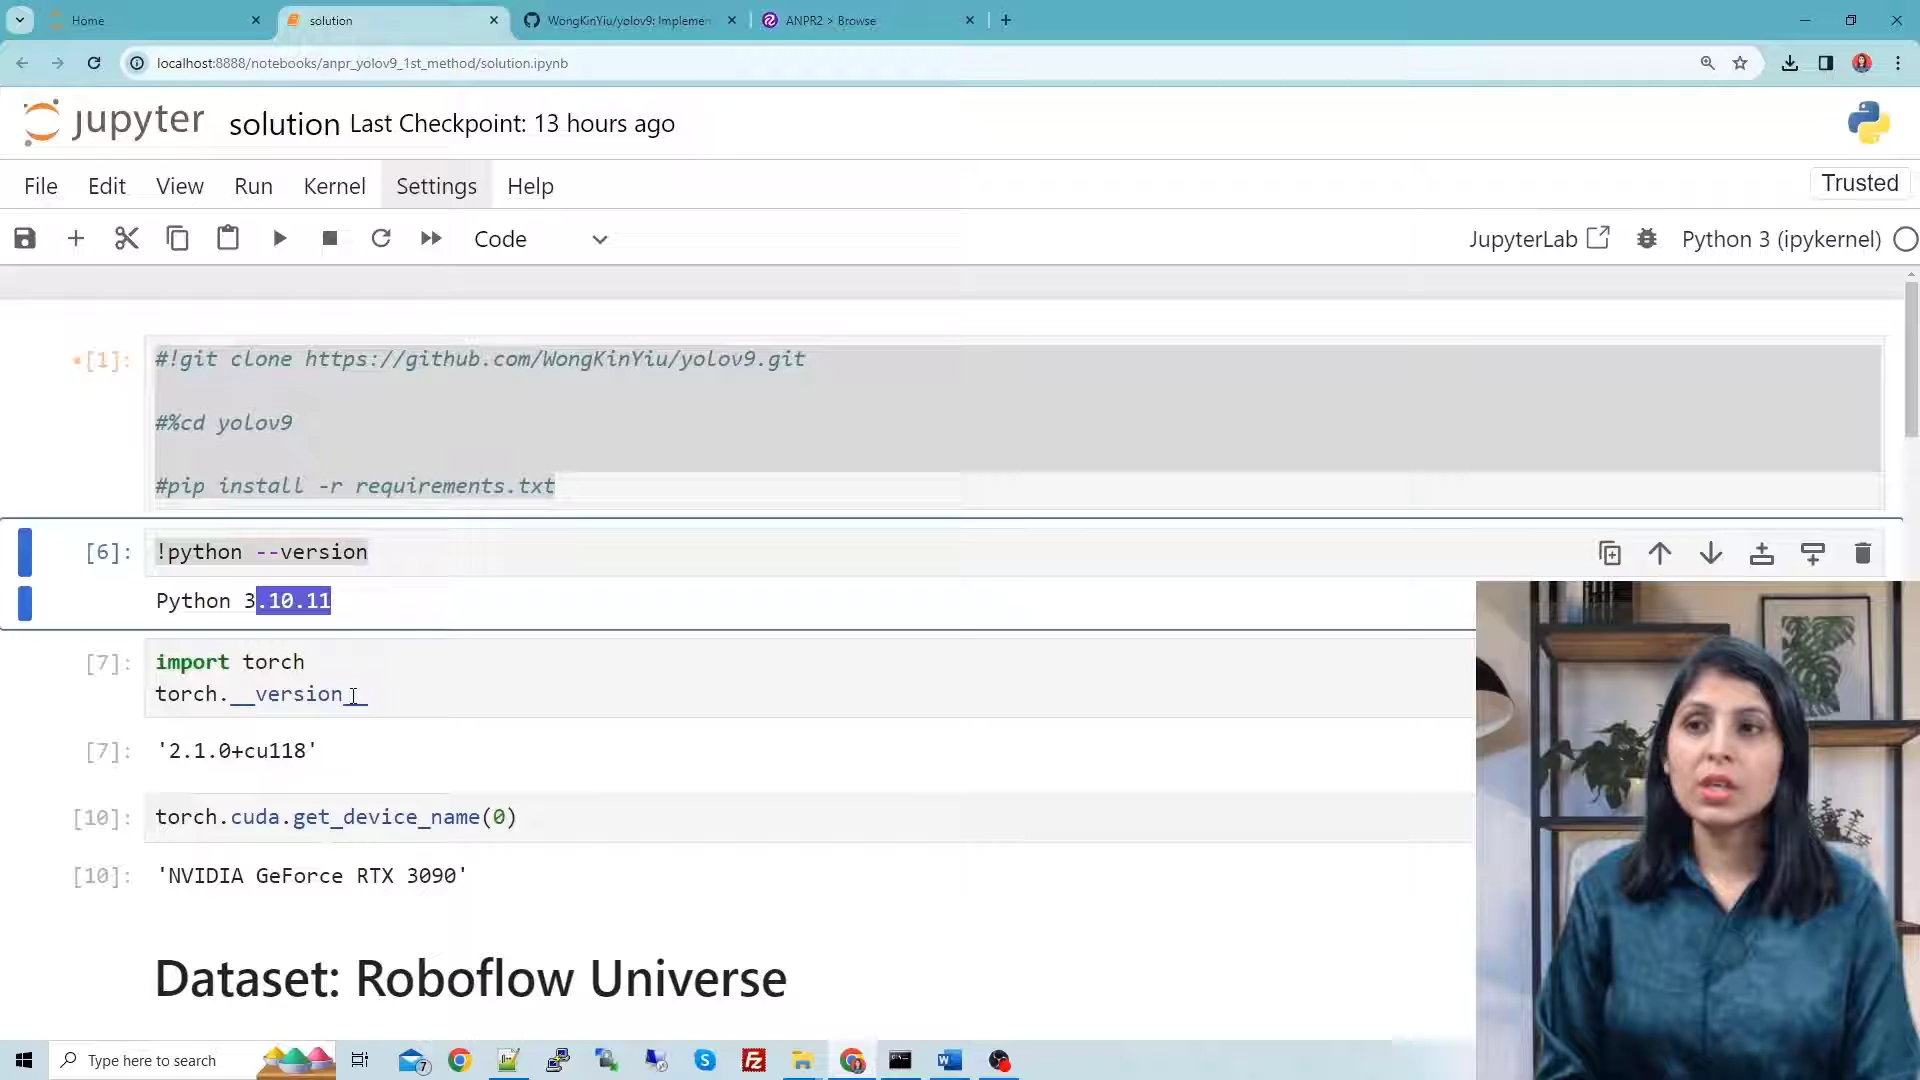 Home
solution
WongKinYiu/yolov9: Implemen
ANPR2 > Browse
localhost:8888/notebooks/anpr_yolov9_1st_method/solution.ipynb
jupyter solution Last Checkpoint: 13 hours ago
File Edit View Run Kernel Settings Help
Trusted
Code
JupyterLab
Python 3 (ipykernel)
[1]: #!git clone https://github.com/WongKinYiu/yolov9.git
#%cd yolov9
#pip install -r requirements.txt
[6]: !python --version
Python 3.10.11
[7]: import torch
torch.__version__
[7]: '2.1.0+cu118'
[10]: torch.cuda.get_device_name(0)
[10]: 'NVIDIA GeForce RTX 3090'
Dataset: Roboflow Universe
Type here to search
7